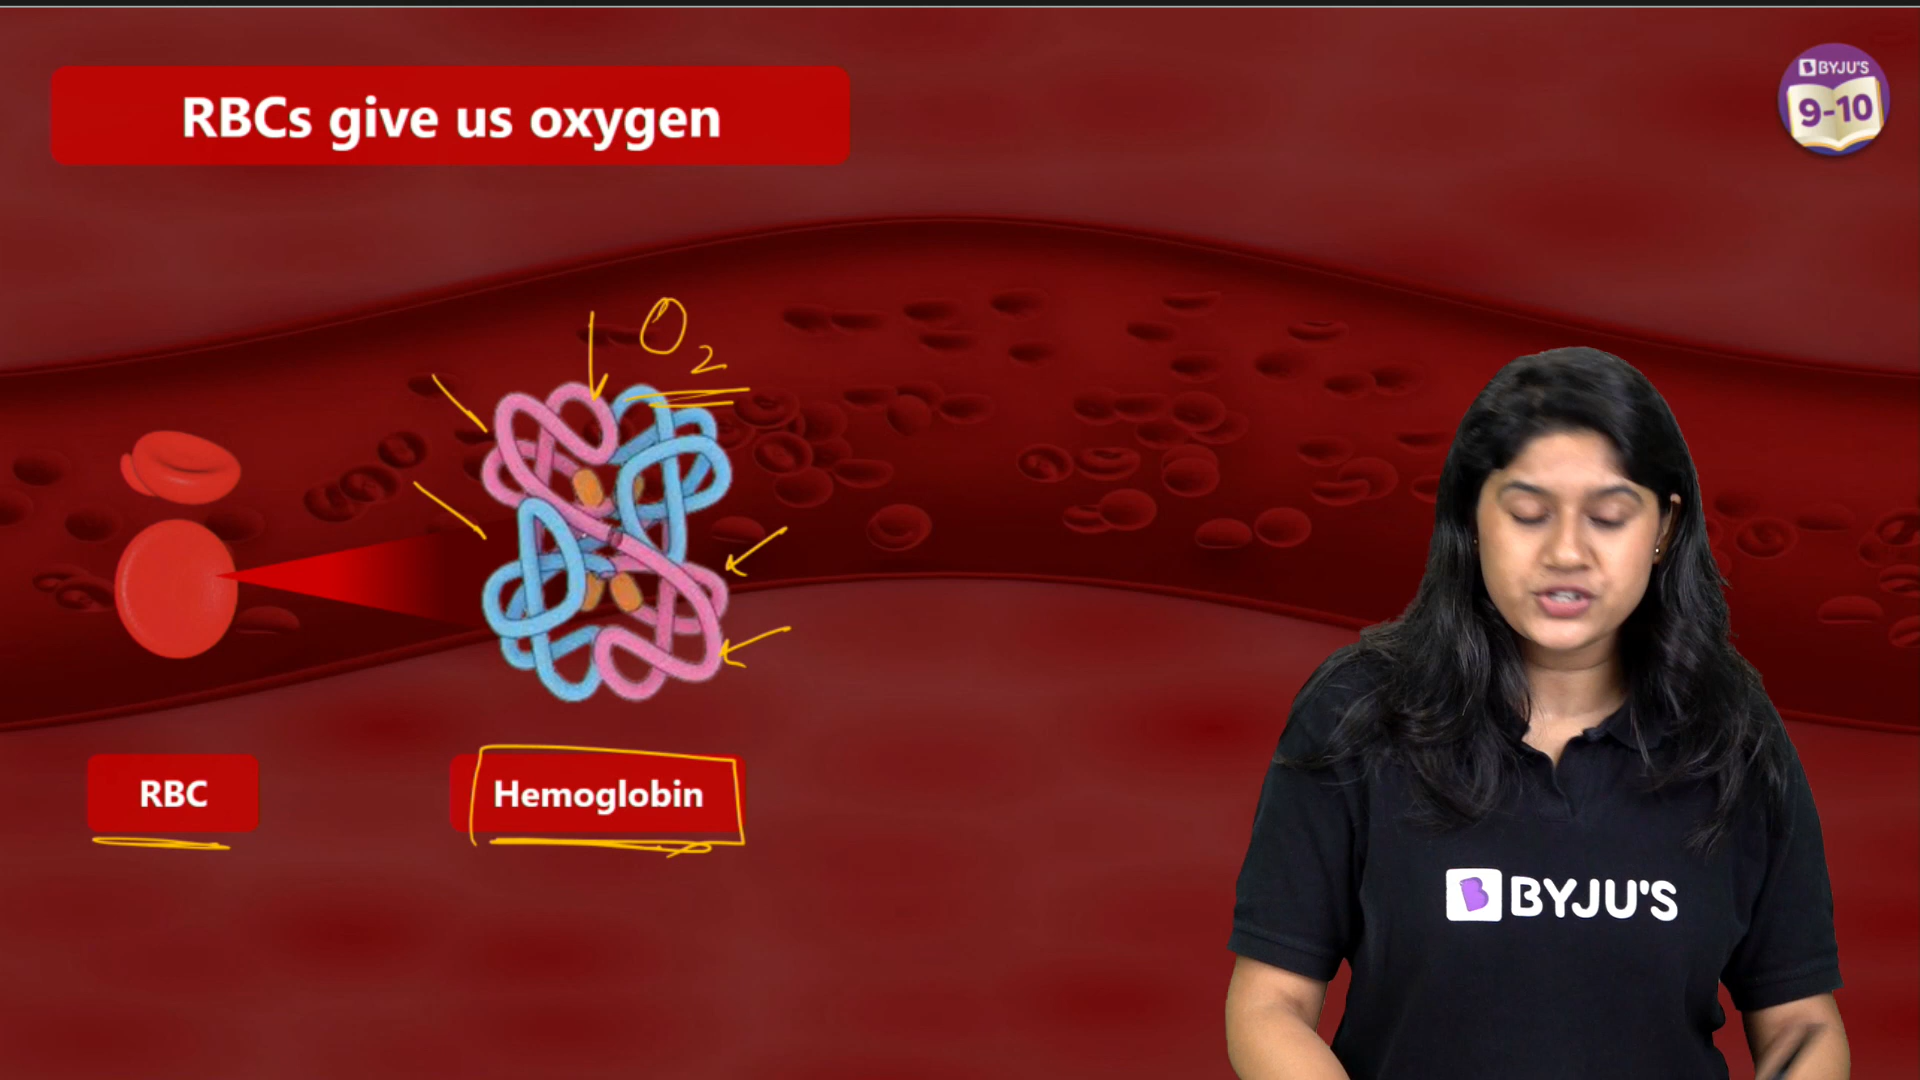 RBCs give us oxygen
BYJU'S
9-10
O2
RBC
Hemoglobin
BYJU'S